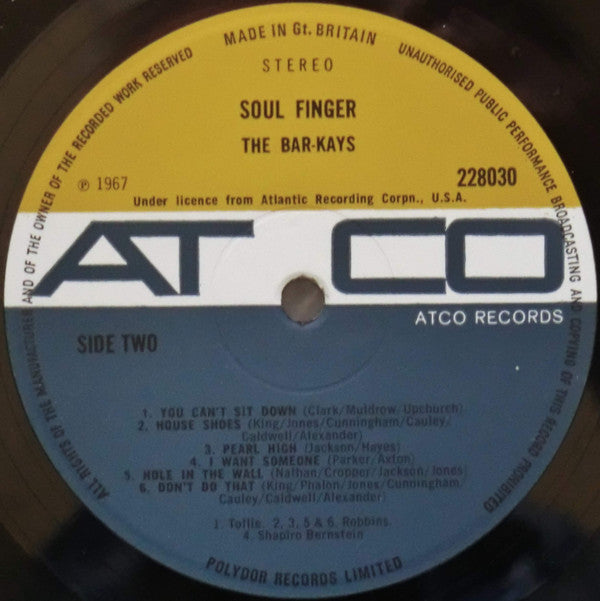 MADE IN Gt. BRITAIN
STEREO
SOUL FINGER
THE BAR-KAYS
℗ 1967
228030
Under licence from Atlantic Recording Corpn., U.S.A.
ATCO
ATCO RECORDS
SIDE TWO
1. YOU CAN'T SIT DOWN (Clark/Muldrow/Upchurch)
2. HOUSE SHOES (King/Jones/Cunningham/Cauley/
Caldwell/Alexander)
3. PEARL HIGH (Jackson/Hayes)
4. I WANT SOMEONE (Parker/Axton)
5. HOLE IN THE WALL (Nathan/Cropper/Jackson/Jones)
6. DON'T DO THAT (King/Phalon/Jones/Cunningham/
Cauley/Caldwell/Alexander)
1. Tollie. 2, 3, 5 & 6. Robbins.
4. Shapiro Bernstein
POLYDOR RECORDS LIMITED
ALL RIGHTS OF THE MANUFACTURER AND OF THE OWNER OF THE RECORDED WORK RESERVED
UNAUTHORISED PUBLIC PERFORMANCE BROADCASTING AND COPYING OF THIS RECORD PROHIBITED